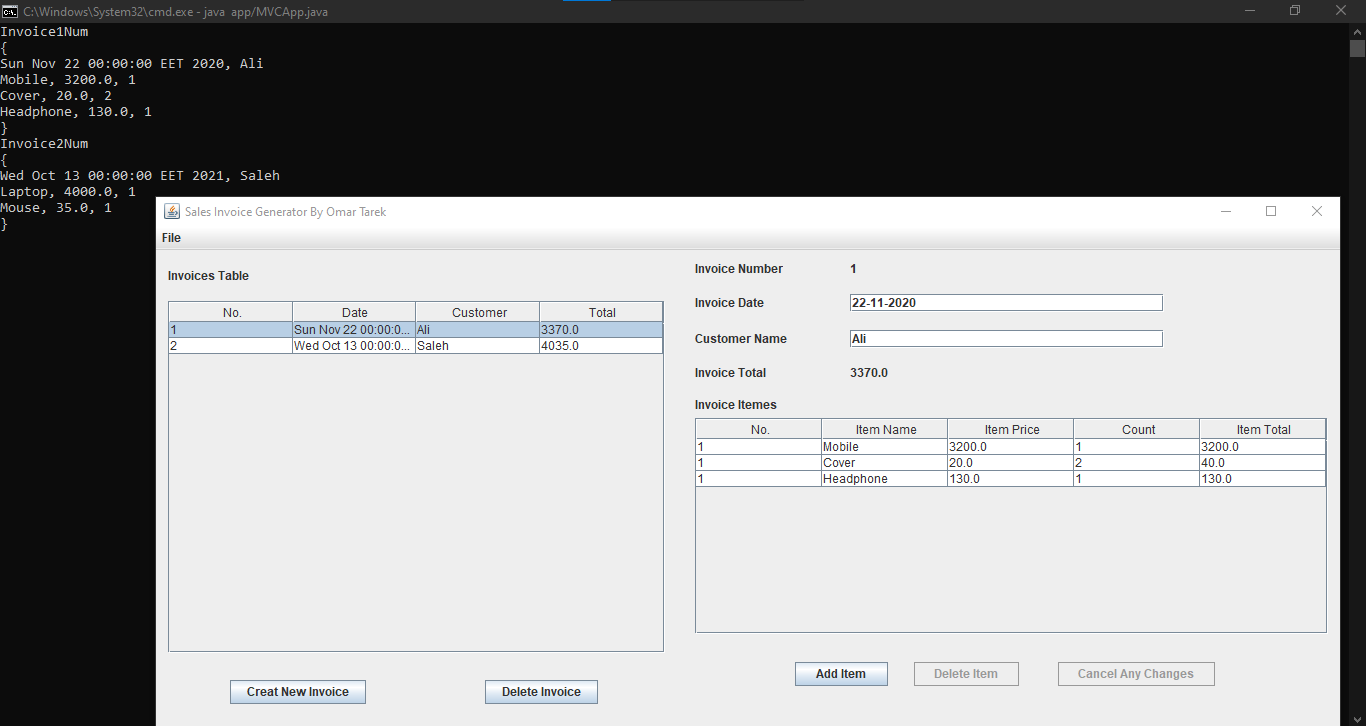 C:\Windows\System32\cmd.exe - java  app/MVCApp.java
Invoice1Num
{
Sun Nov 22 00:00:00 EET 2020, Ali
Mobile, 3200.0, 1
Cover, 20.0, 2
Headphone, 130.0, 1
}
Invoice2Num
{
Wed Oct 13 00:00:00 EET 2021, Saleh
Laptop, 4000.0, 1
Mouse, 35.0, 1
}
Sales Invoice Generator By Omar Tarek
File
Invoices Table
No. Date Customer Total
1 Sun Nov 22 00:00:0... Ali 3370.0
2 Wed Oct 13 00:00:0... Saleh 4035.0
Creat New Invoice Delete Invoice
Invoice Number 1
Invoice Date 22-11-2020
Customer Name Ali
Invoice Total 3370.0
Invoice Itemes
No. Item Name Item Price Count Item Total
1 Mobile 3200.0 1 3200.0
1 Cover 20.0 2 40.0
1 Headphone 130.0 1 130.0
Add Item Delete Item Cancel Any Changes